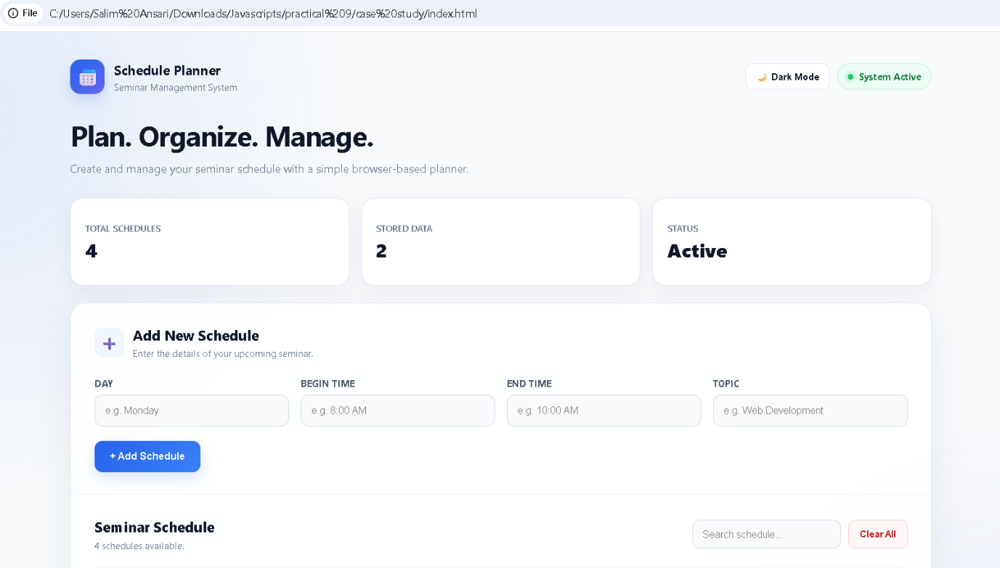 File C:/Users/Salim%20Ansari/Downloads/Javascripts/practical%209/case%20study/index.html
Schedule Planner
Seminar Management System
Dark Mode
System Active
Plan. Organize. Manage.
Create and manage your seminar schedule with a simple browser-based planner.
TOTAL SCHEDULES
4
STORED DATA
2
STATUS
Active
Add New Schedule
Enter the details of your upcoming seminar.
DAY
e.g. Monday
BEGIN TIME
e.g. 8:00 AM
END TIME
e.g. 10:00 AM
TOPIC
e.g. Web Development
+ Add Schedule
Seminar Schedule
4 schedules available.
Search schedule...
Clear All